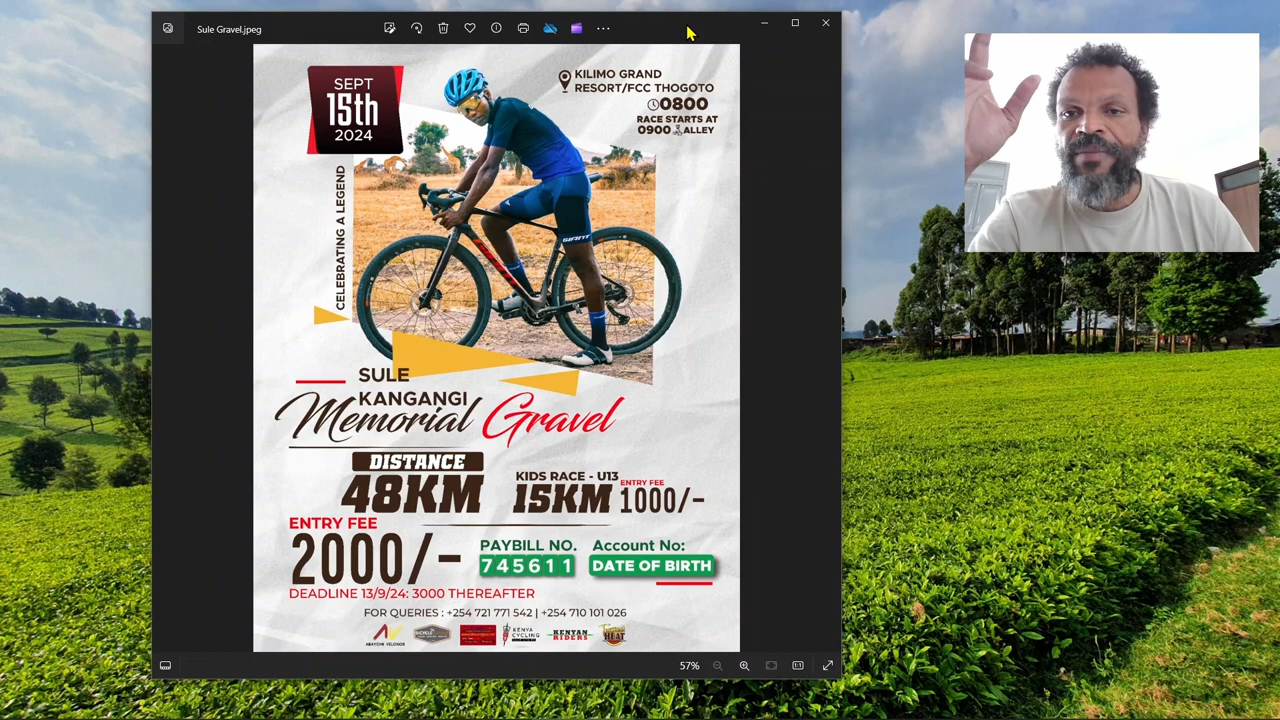 Sule Gravel.jpeg
SEPT
15th
2024
KILIMO GRAND
RESORT/FCC THOGOTO
0800
RACE STARTS AT
0900 ALLEY
CELEBRATING A LEGEND
GIANT
SULE
KANGANGI
Memorial Gravel
DISTANCE
48KM
KIDS RACE - U13
15KM
ENTRY FEE
1000/-
ENTRY FEE
2000/-
PAYBILL NO.
745611
Account No:
DATE OF BIRTH
DEADLINE 13/9/24: 3000 THEREAFTER
FOR QUERIES : +254 721 771 542 | +254 710 101 026
BICYCLE
KENYA
CYCLING
KENYAN
RIDERS
HEAT
57%